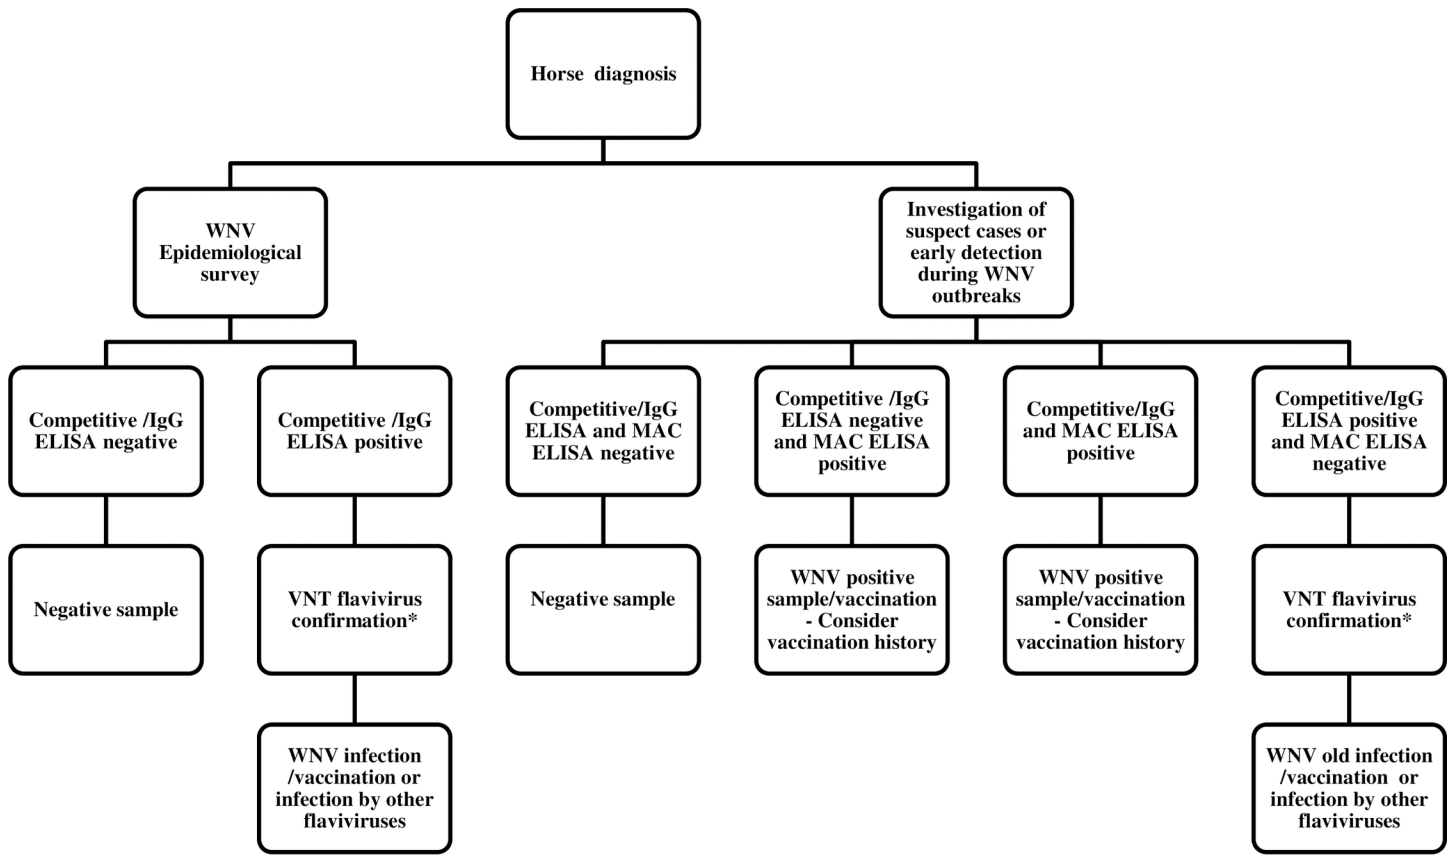 Horse diagnosis
WNV
Epidemiological
survey
Investigation of
suspect cases or
early detection
during WNV
outbreaks
Competitive /IgG
ELISA negative
Competitive /IgG
ELISA positive
Competitive/IgG
ELISA and MAC
ELISA negative
Competitive /IgG
ELISA negative
and MAC ELISA
positive
Competitive/IgG
and MAC ELISA
positive
Competitive/IgG
ELISA positive
and MAC ELISA
negative
Negative sample
VNT flavivirus
confirmation*
Negative sample
WNV positive
sample/vaccination
- Consider
vaccination history
WNV positive
sample/vaccination
- Consider
vaccination history
VNT flavivirus
confirmation*
WNV infection
/vaccination or
infection by other
flaviviruses
WNV old infection
/vaccination or
infection by other
flaviviruses